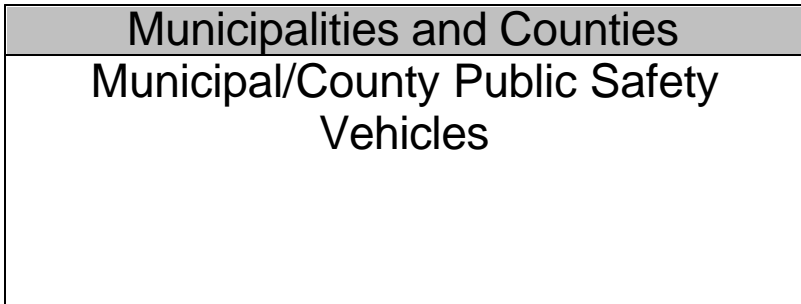 Municipalities and Counties
Municipal/County Public Safety
Vehicles